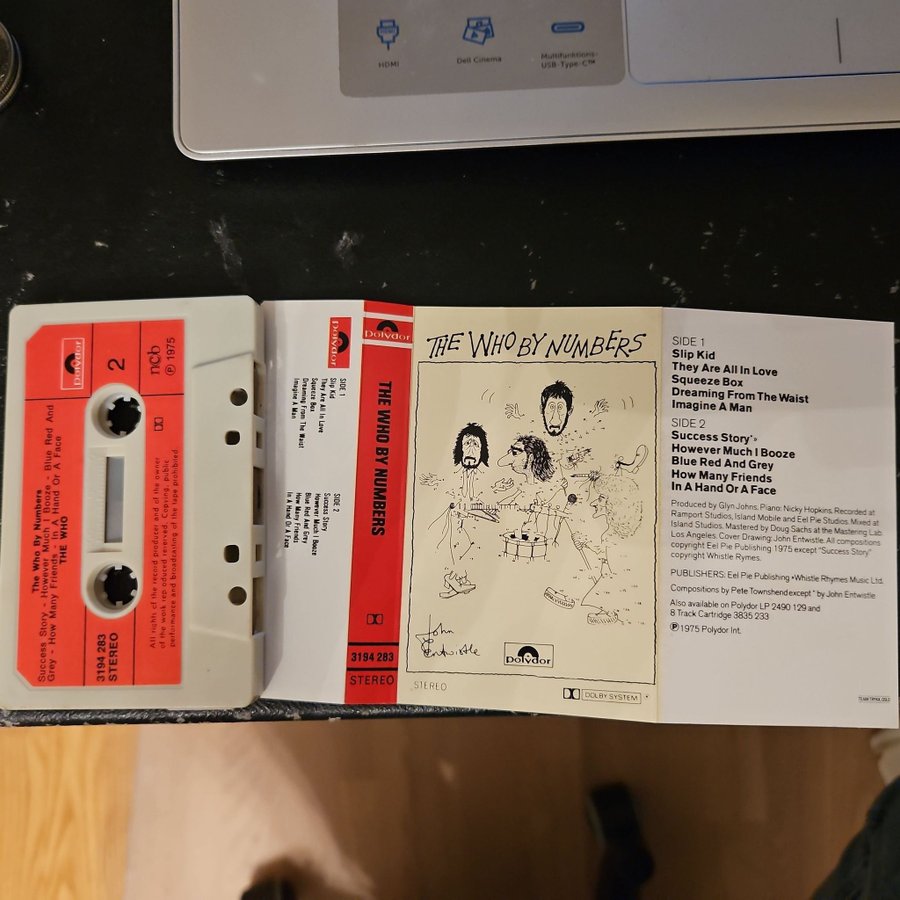 HDMI
Dell Cinema
Multifunktions-
USB-Type-C™
polydor
2
ncb
℗ 1975
The Who By Numbers
Success Story - However Much I Booze - Blue Red And
Grey - How Many Friends - In A Hand Or A Face
THE WHO
3194 283
STEREO
All rights of the record producer and of the owner
of the work reproduced reserved. Copying, public
performance and broadcasting of the tape prohibited
polydor
SIDE 1
Slip Kid
They Are All In Love
Squeeze Box
Dreaming From The Waist
Imagine A Man
SIDE 2
Success Story
However Much I Booze
Blue Red And Grey
How Many Friends
In A Hand Or A Face
polydor
THE WHO BY NUMBERS
3194 283
STEREO
THE WHO BY NUMBERS
John
Entwistle
polydor
STEREO
DOLBY SYSTEM
SIDE 1
Slip Kid
They Are All In Love
Squeeze Box
Dreaming From The Waist
Imagine A Man
SIDE 2
Success Story*»
However Much I Booze
Blue Red And Grey
How Many Friends
In A Hand Or A Face
Produced by Glyn Johns, Piano: Nicky Hopkins, Recorded at
Ramport Studios, Island Mobile and Eel Pie Studios. Mixed at
Island Studios. Mastered by Doug Sachs at the Mastering Lab
Los Angeles. Cover Drawing: John Entwistle. All compositions
copyright Eel Pie Publishing 1975 except "Success Story"
copyright Whistle Rymes.
PUBLISHERS: Eel Pie Publishing *Whistle Rhymes Music Ltd.
Compositions by Pete Townshend except* by John Entwistle
Also available on Polydor LP 2490 129 and
8 Track Cartridge 3835 233
℗ 1975 Polydor Int.